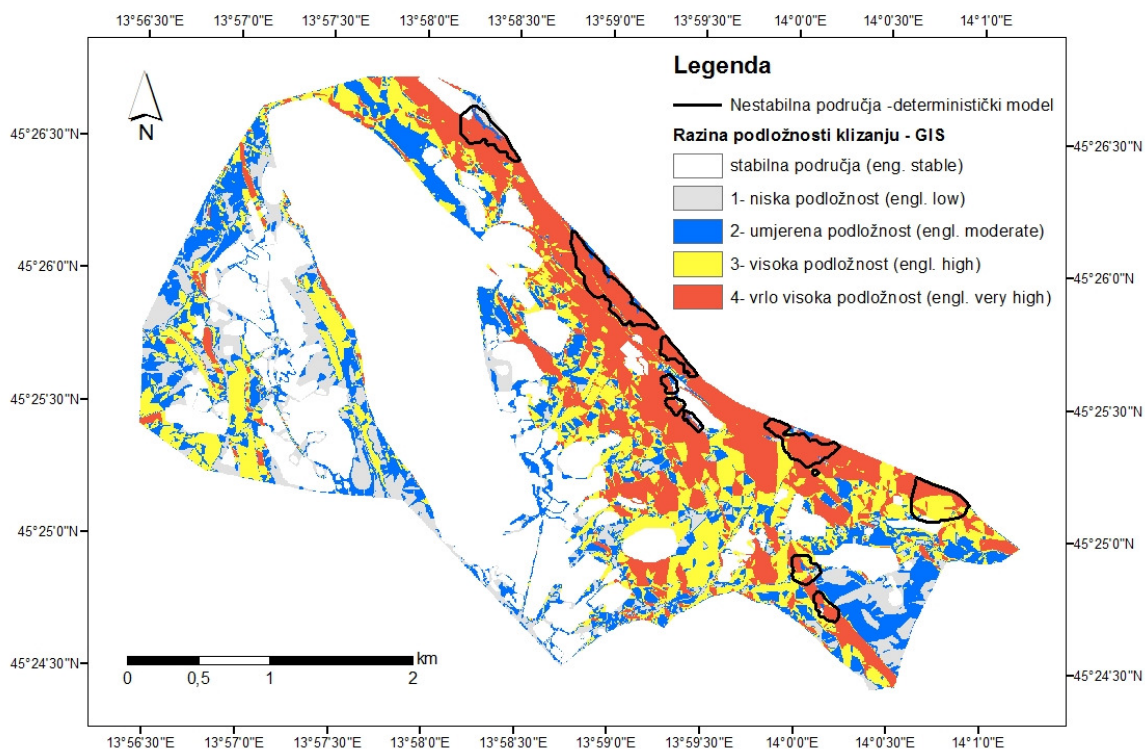 13°56'30"E 13°57'0"E 13°57'30"E 13°58'0"E 13°58'30"E 13°59'0"E 13°59'30"E 14°0'0"E 14°0'30"E 14°1'0"E
Legenda
Nestabilna područja -deterministički model
Razina podložnosti klizanju - GIS
stabilna područja (eng. stable)
1- niska podložnost (engl. low)
2- umjerena podložnost (engl. moderate)
3- visoka podložnost (engl. high)
4- vrlo visoka podložnost (engl. very high)
N
45°26'30"N
45°26'0"N
45°25'30"N
45°25'0"N
45°24'30"N
45°26'30"N
45°26'0"N
45°25'30"N
45°25'0"N
45°24'30"N
km
0 0,5 1 2
13°56'30"E 13°57'0"E 13°57'30"E 13°58'0"E 13°58'30"E 13°59'0"E 13°59'30"E 14°0'0"E 14°0'30"E 14°1'0"E